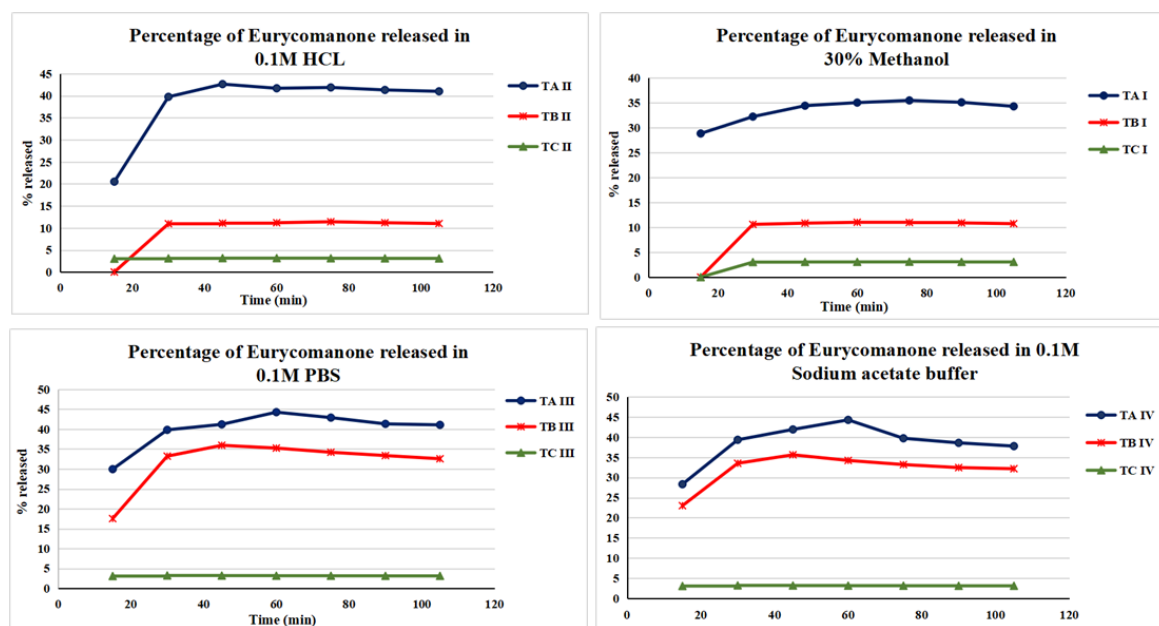 Percentage of Eurycomanone released in
0.1M HCL
45
40
35
30
25
20
15
10
5
0
% released
0 20 40 60 80 100 120
Time (min)
TA II
TB II
TC II
Percentage of Eurycomanone released in
30% Methanol
40
35
30
25
20
15
10
5
0
% released
0 20 40 60 80 100 120
Time (min)
TA I
TB I
TC I
Percentage of Eurycomanone released in
0.1M PBS
50
45
40
35
30
25
20
15
10
5
0
% released
0 20 40 60 80 100 120
Time (min)
TA III
TB III
TC III
Percentage of Eurycomanone released in 0.1M
Sodium acetate buffer
50
45
40
35
30
25
20
15
10
5
0
0 20 40 60 80 100 120
TA IV
TB IV
TC IV